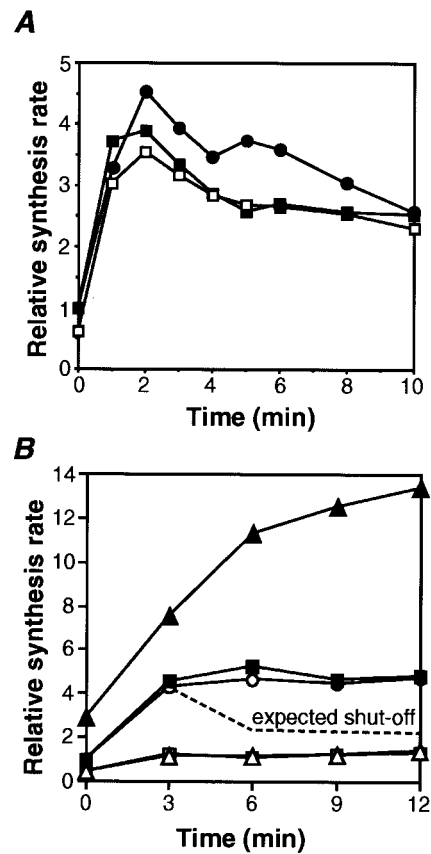 A
Relative synthesis rate
5
4
3
2
1
0
0 2 4 6 8 10
Time (min)
B
Relative synthesis rate
14
12
10
8
6
4
2
0
expected shut-off
0 3 6 9 12
Time (min)